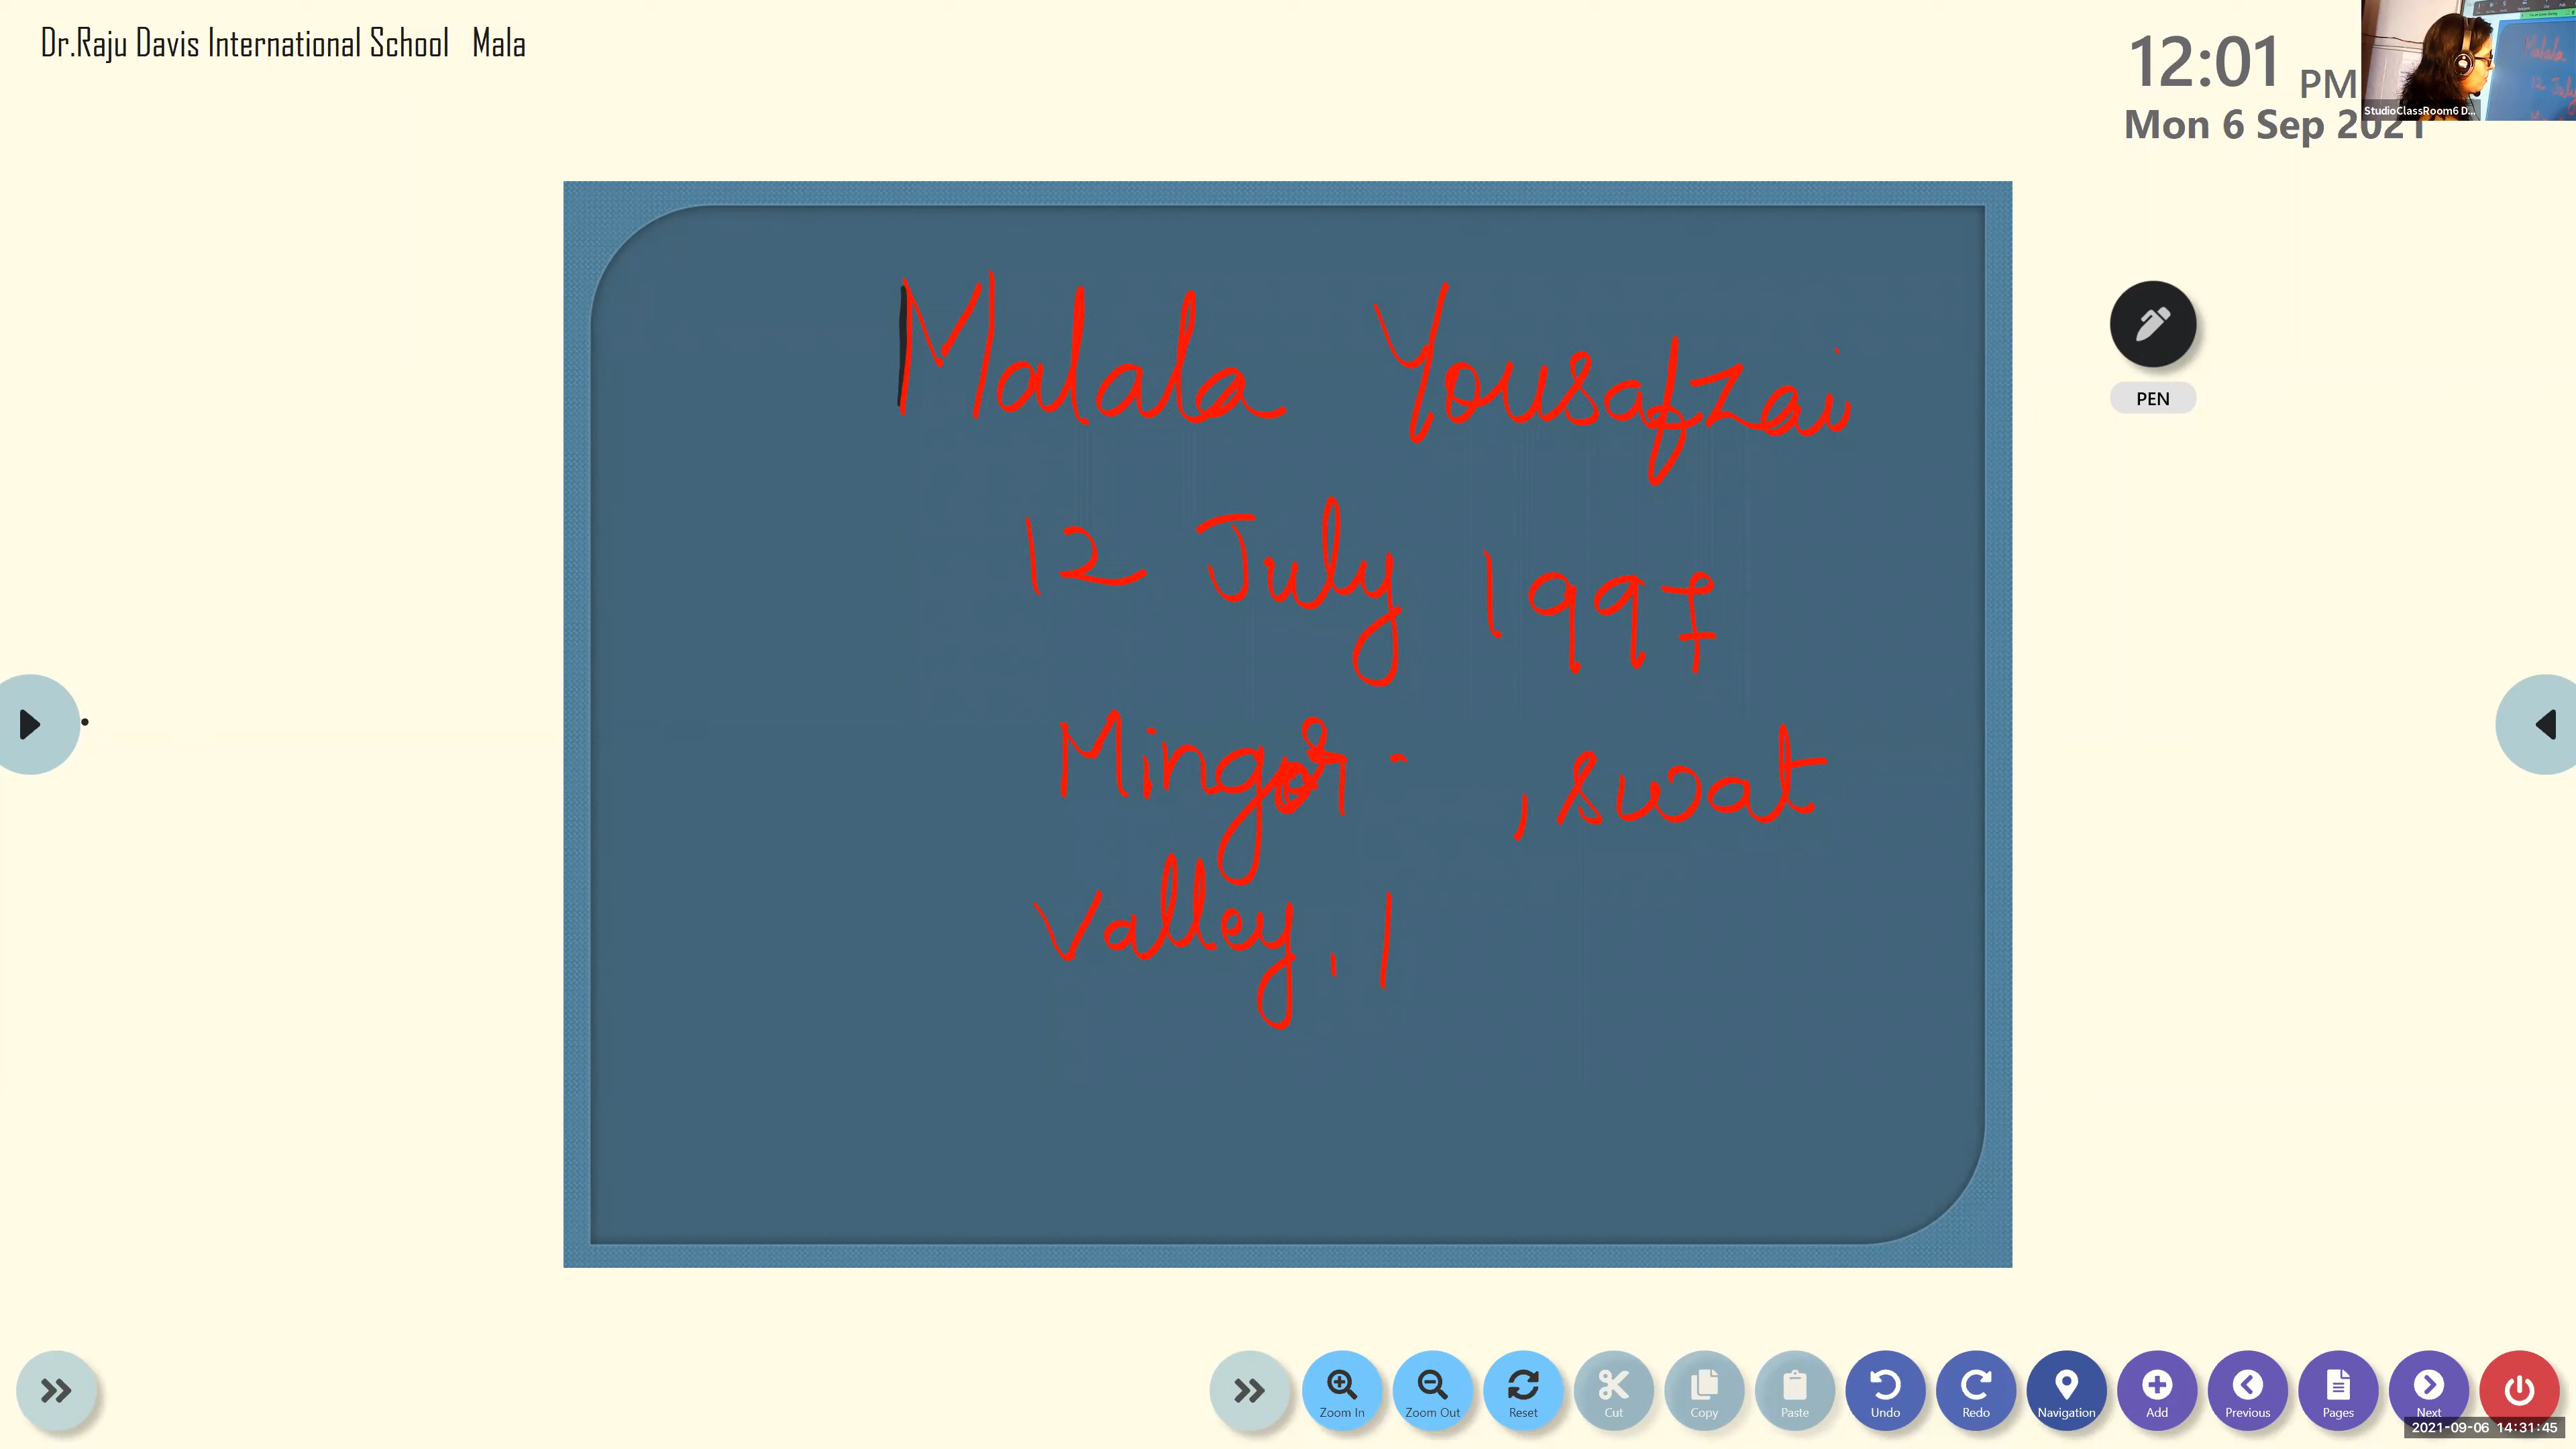 Dr.Raju Davis International School Mala
12:01 PM
Mon 6 Sep 2021
StudioClassRoom6 D...
Malala Yousafzai
12 July 1997
Mingor , swat
valley,
PEN
Zoom In Zoom Out Reset Cut Copy Paste Undo Redo Navigation Add Previous Pages Next
2021-09-06 14:31:45